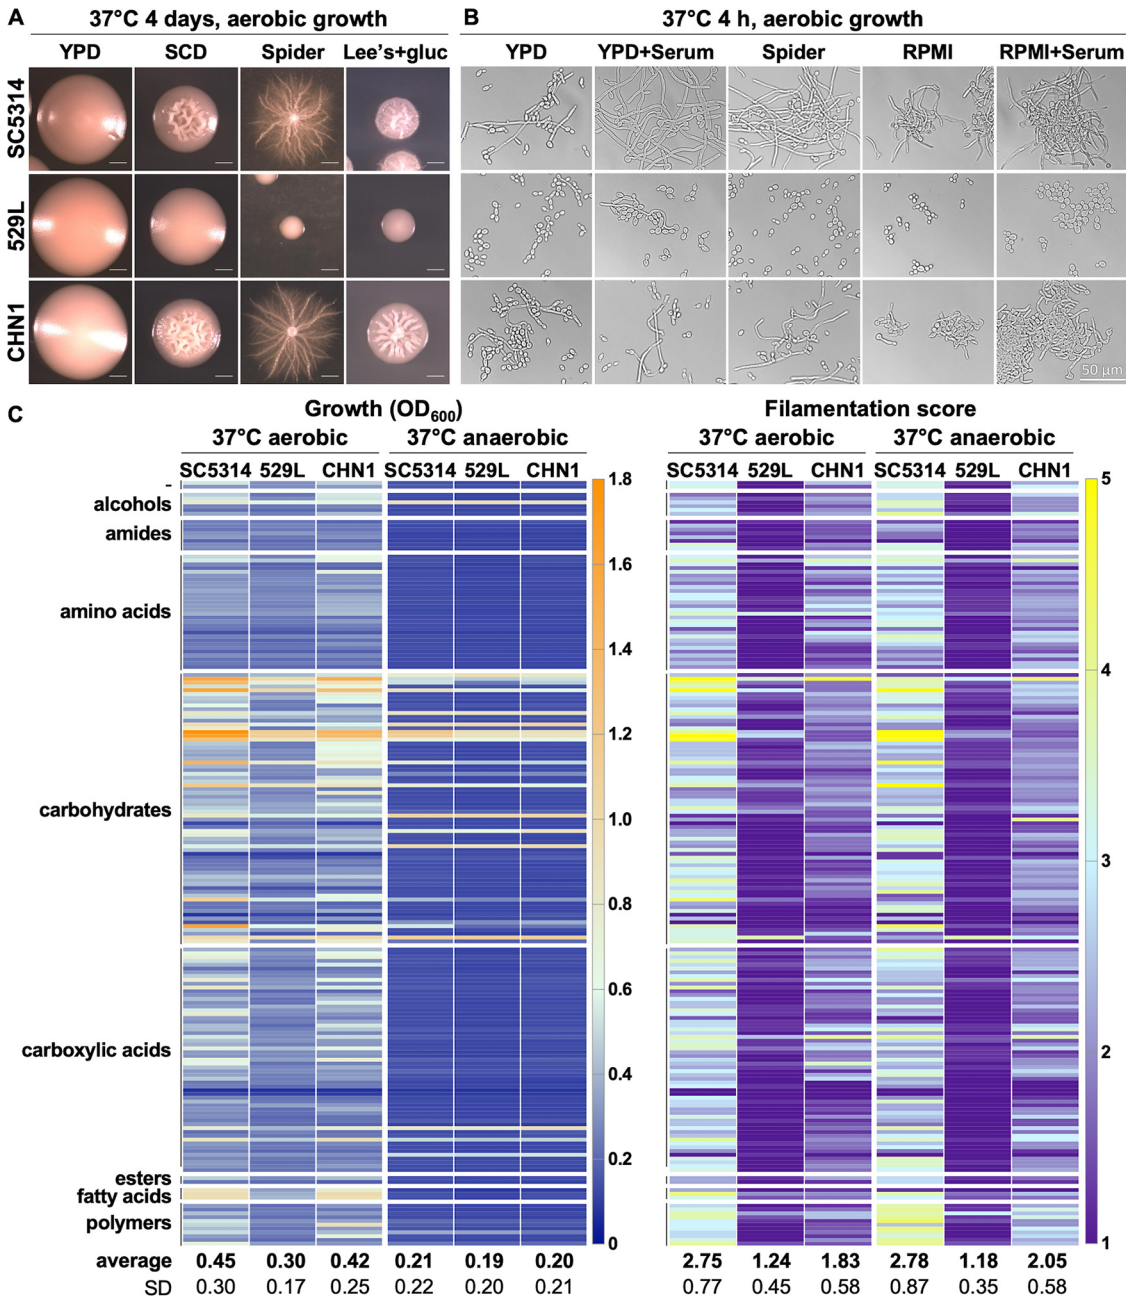 A 37°C 4 days, aerobic growth
YPD SCD Spider Lee's+gluc
SC5314
529L
CHN1
B 37°C 4 h, aerobic growth
YPD YPD+Serum Spider RPMI RPMI+Serum
50 µm
C Growth (OD600) Filamentation score
37°C aerobic 37°C anaerobic 37°C aerobic 37°C anaerobic
SC5314 529L CHN1 SC5314 529L CHN1 SC5314 529L CHN1 SC5314 529L CHN1
-
alcohols
amides
amino acids
carbohydrates
carboxylic acids
esters
fatty acids
polymers
1.8
1.6
1.4
1.2
1.0
0.8
0.6
0.4
0.2
0
5
4
3
2
1
average 0.45 0.30 0.42 0.21 0.19 0.20 2.75 1.24 1.83 2.78 1.18 2.05
SD 0.30 0.17 0.25 0.22 0.20 0.21 0.77 0.45 0.58 0.87 0.35 0.58